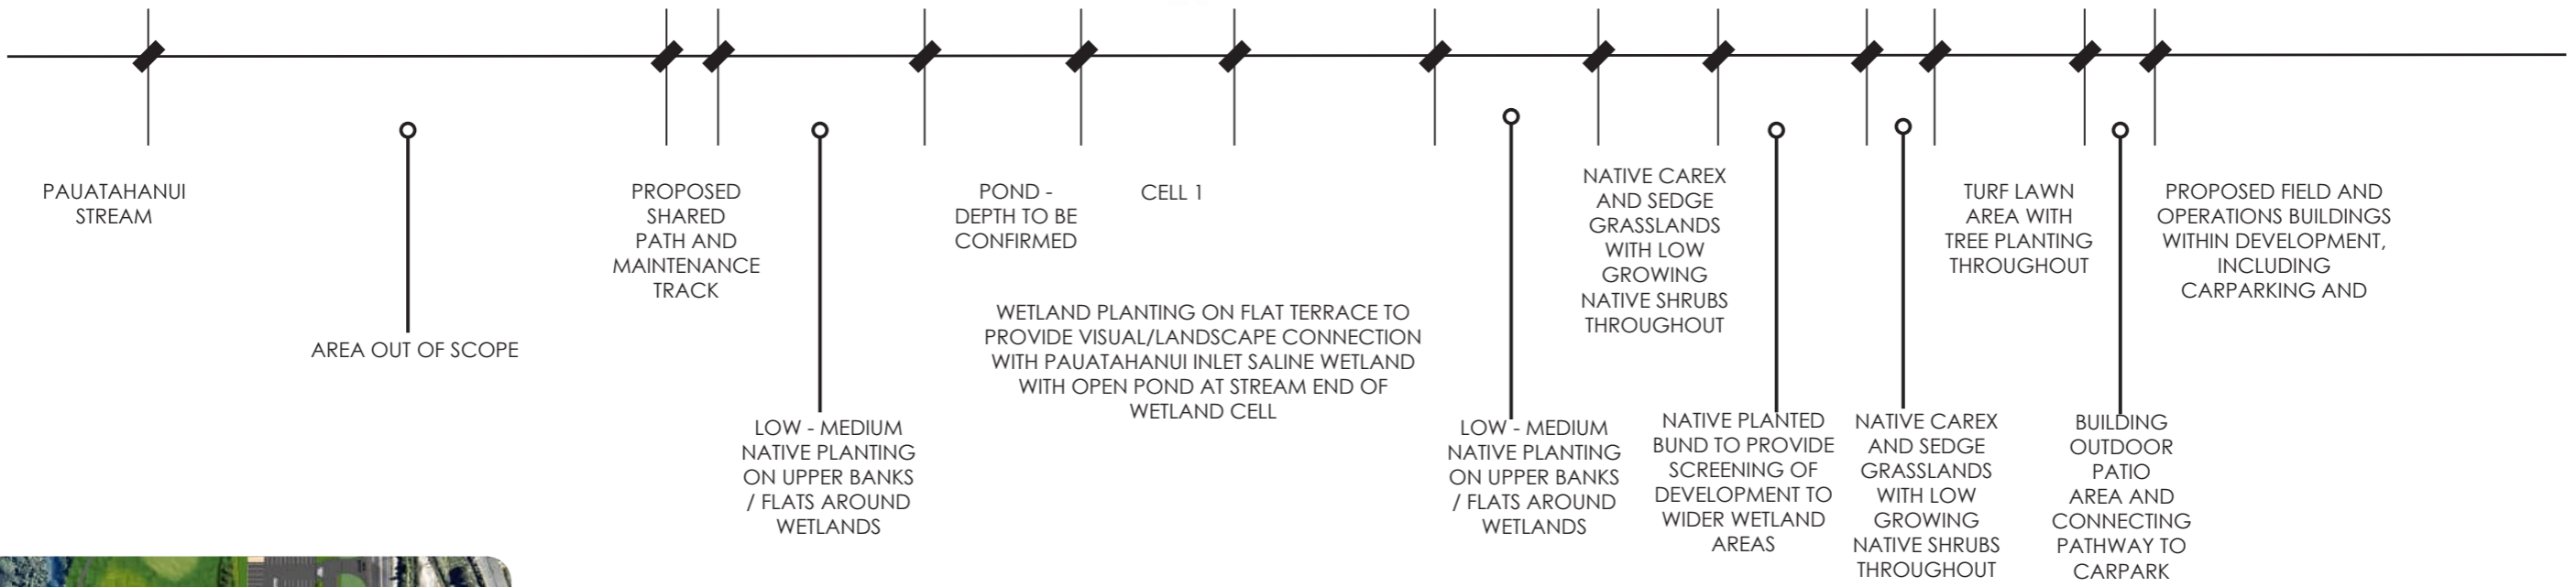 PAUATAHANUI
STREAM
AREA OUT OF SCOPE
PROPOSED
SHARED
PATH AND
MAINTENANCE
TRACK
LOW - MEDIUM
NATIVE PLANTING
ON UPPER BANKS
/ FLATS AROUND
WETLANDS
POND -
DEPTH TO BE
CONFIRMED
CELL 1
WETLAND PLANTING ON FLAT TERRACE TO
PROVIDE VISUAL/LANDSCAPE CONNECTION
WITH PAUATAHANUI INLET SALINE WETLAND
WITH OPEN POND AT STREAM END OF
WETLAND CELL
LOW - MEDIUM
NATIVE PLANTING
ON UPPER BANKS
/ FLATS AROUND
WETLANDS
NATIVE CAREX
AND SEDGE
GRASSLANDS
WITH LOW
GROWING
NATIVE SHRUBS
THROUGHOUT
NATIVE PLANTED
BUND TO PROVIDE
SCREENING OF
DEVELOPMENT TO
WIDER WETLAND
AREAS
NATIVE CAREX
AND SEDGE
GRASSLANDS
WITH LOW
GROWING
NATIVE SHRUBS
THROUGHOUT
TURF LAWN
AREA WITH
TREE PLANTING
THROUGHOUT
BUILDING
OUTDOOR
PATIO
AREA AND
CONNECTING
PATHWAY TO
CARPARK
PROPOSED FIELD AND
OPERATIONS BUILDINGS
WITHIN DEVELOPMENT,
INCLUDING
CARPARKING AND